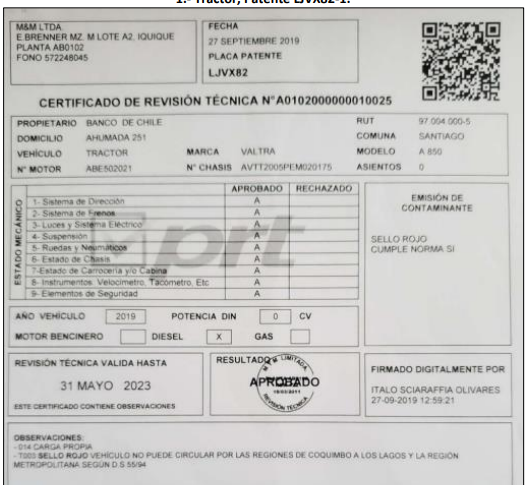 1.- Tractor, Patente LJVX82-1.
M&M LTDA.
E.BRENNER MZ. M LOTE A2, IQUIQUE
PLANTA AB0102
FONO 572248045
FECHA
27 SEPTIEMBRE 2019
PLACA PATENTE
LJVX82
CERTIFICADO DE REVISIÓN TÉCNICA N°A0102000000010025
PROPIETARIO BANCO DE CHILE RUT 97.004.000-5
DOMICILIO AHUMADA 251 COMUNA SANTIAGO
VEHÍCULO TRACTOR MARCA VALTRA MODELO A 850
N° MOTOR ABE502021 N° CHASIS AVTT2005PEM020175 ASIENTOS 0
APROBADO RECHAZADO
ESTADO MECÁNICO
1- Sistema de Dirección A
2- Sistema de Frenos A
3- Luces y Sistema Eléctrico A
4- Suspensión A
5- Ruedas y Neumáticos A
6- Estado de Chasis A
7-Estado de Carrocería y/o Cabina A
8- Instrumentos. Velocímetro, Tacometro, Etc A
9- Elementos de Seguridad A
prt
EMISIÓN DE
CONTAMINANTE
SELLO ROJO
CUMPLE NORMA SI
AÑO VEHÍCULO 2019 POTENCIA DIN 0 CV
MOTOR BENCINERO DIESEL X GAS
REVISIÓN TÉCNICA VALIDA HASTA
31 MAYO 2023
ESTE CERTIFICADO CONTIENE OBSERVACIONES
RESULTADO
APROBADO
REVISIÓN TECNICA
FIRMADO DIGITALMENTE POR
ITALO SCIARAFFIA OLIVARES
27-09-2019 12:59:21
OBSERVACIONES:
- 014 CARGA PROPIA
- T003 SELLO ROJO VEHÍCULO NO PUEDE CIRCULAR POR LAS REGIONES DE COQUIMBO A LOS LAGOS Y LA REGIÓN
METROPOLITANA SEGÚN D.S 55/94